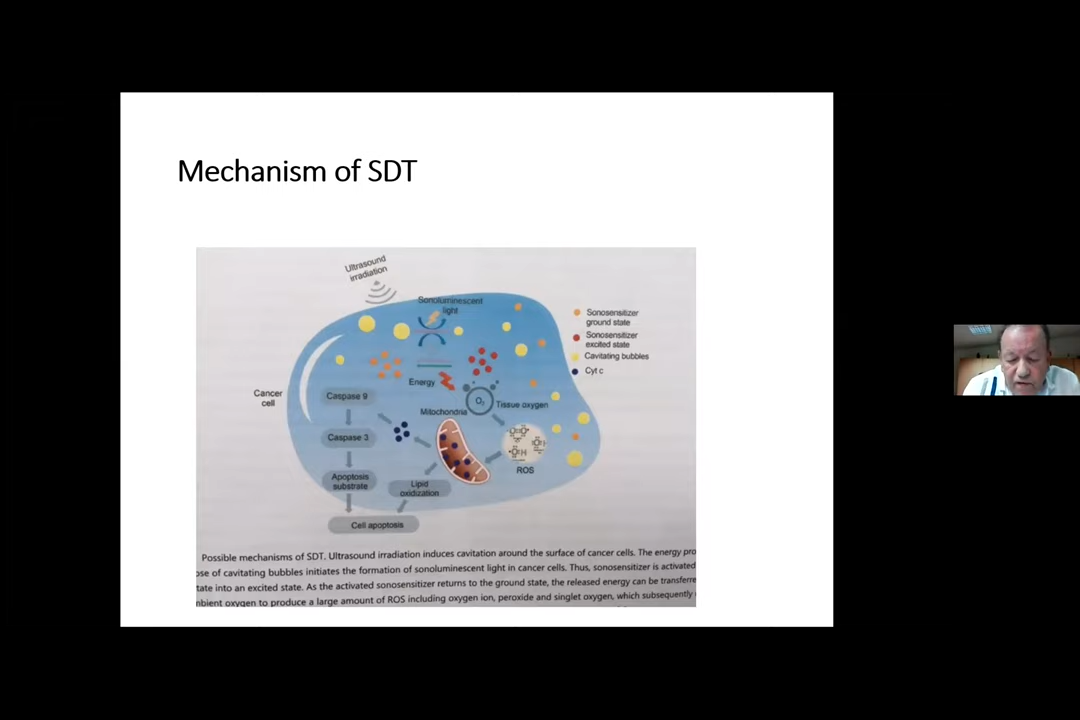 Mechanism of SDT
Ultrasound
irradiation
Sonoluminescent
light
Sonosensitizer
ground state
Sonosensitizer
excited state
Cavitating bubbles
Cyt c
Energy
Cancer
cell
Caspase 9
O₂
Tissue oxygen
Mitochondria
Caspase 3
ROS
Apoptosis
substrate
Lipid
oxidization
Cell apoptosis
Possible mechanisms of SDT. Ultrasound irradiation induces cavitation around the surface of cancer cells. The energy pro
ose of cavitating bubbles initiates the formation of sonoluminescent light in cancer cells. Thus, sonosensitizer is activated
tate into an excited state. As the activated sonosensitizer returns to the ground state, the released energy can be transferre
mbient oxygen to produce a large amount of ROS including oxygen ion, peroxide and singlet oxygen, which subsequently